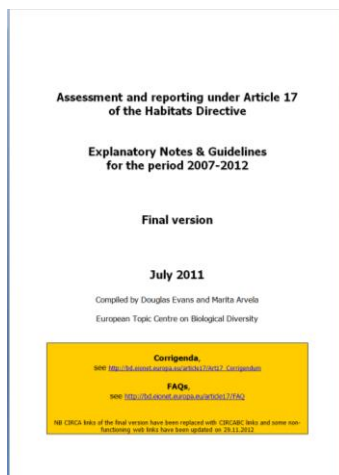 Assessment and reporting under Article 17
of the Habitats Directive
Explanatory Notes & Guidelines
for the period 2007-2012
Final version
July 2011
Compiled by Douglas Evans and Marita Arvela
European Topic Centre on Biological Diversity
Corrigenda,
see http://bd.eionet.europa.eu/article17/Art17_Corrigendum
FAQs,
see http://bd.eionet.europa.eu/article17/FAQ
NB CIRCA links of the final version have been replaced with CIRCABC links and some non-
functioning web links have been updated on 29.11.2012